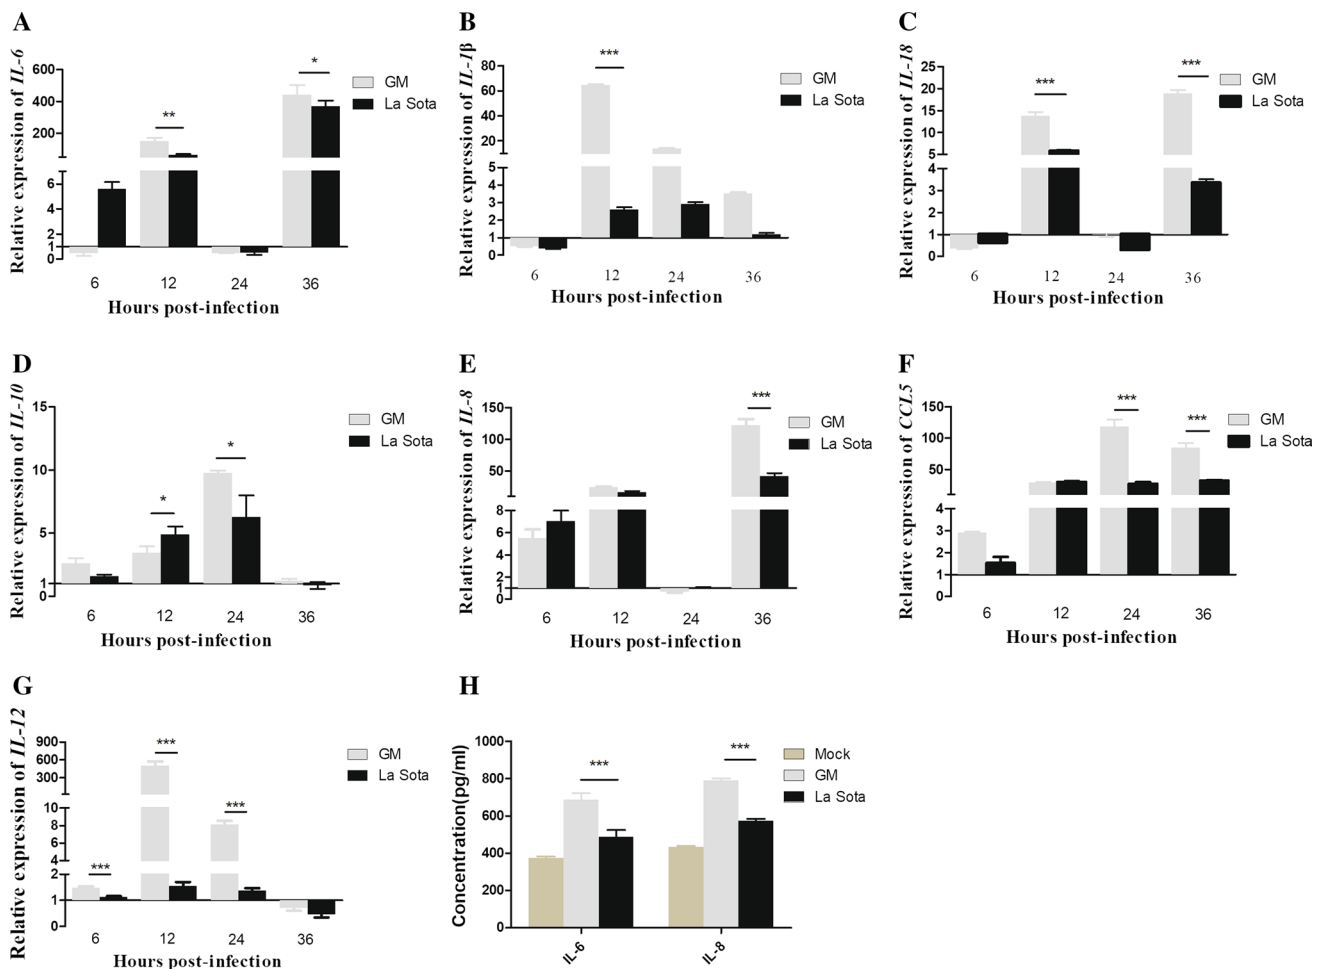 A
Relative expression of IL-6
600
400
200
6
4
2
1
0
**
*
GM
La Sota
6 12 24 36
Hours post-infection
B
Relative expression of IL-1β
80
60
40
20
5
4
3
2
1
0
***
GM
La Sota
6 12 24 36
Hours post-infection
C
Relative expression of IL-18
25
20
15
10
5
4
3
2
1
0
***
***
GM
La Sota
6 12 24 36
Hours post-infection
D
Relative expression of IL-10
15
10
5
1
0
*
*
GM
La Sota
6 12 24 36
Hours post-infection
E
Relative expression of IL-8
150
100
50
8
6
4
2
1
0
***
GM
La Sota
6 12 24 36
Hours post-infection
F
Relative expression of CCL5
150
100
50
4
3
2
1
0
***
***
GM
La Sota
6 12 24 36
Hours post-infection
G
Relative expression of IL-12
900
600
300
10
8
6
4
2
1
0
***
***
***
GM
La Sota
6 12 24 36
Hours post-infection
H
Concentration(pg/ml)
1000
800
600
400
200
0
***
***
Mock
GM
La Sota
IL-6 IL-8